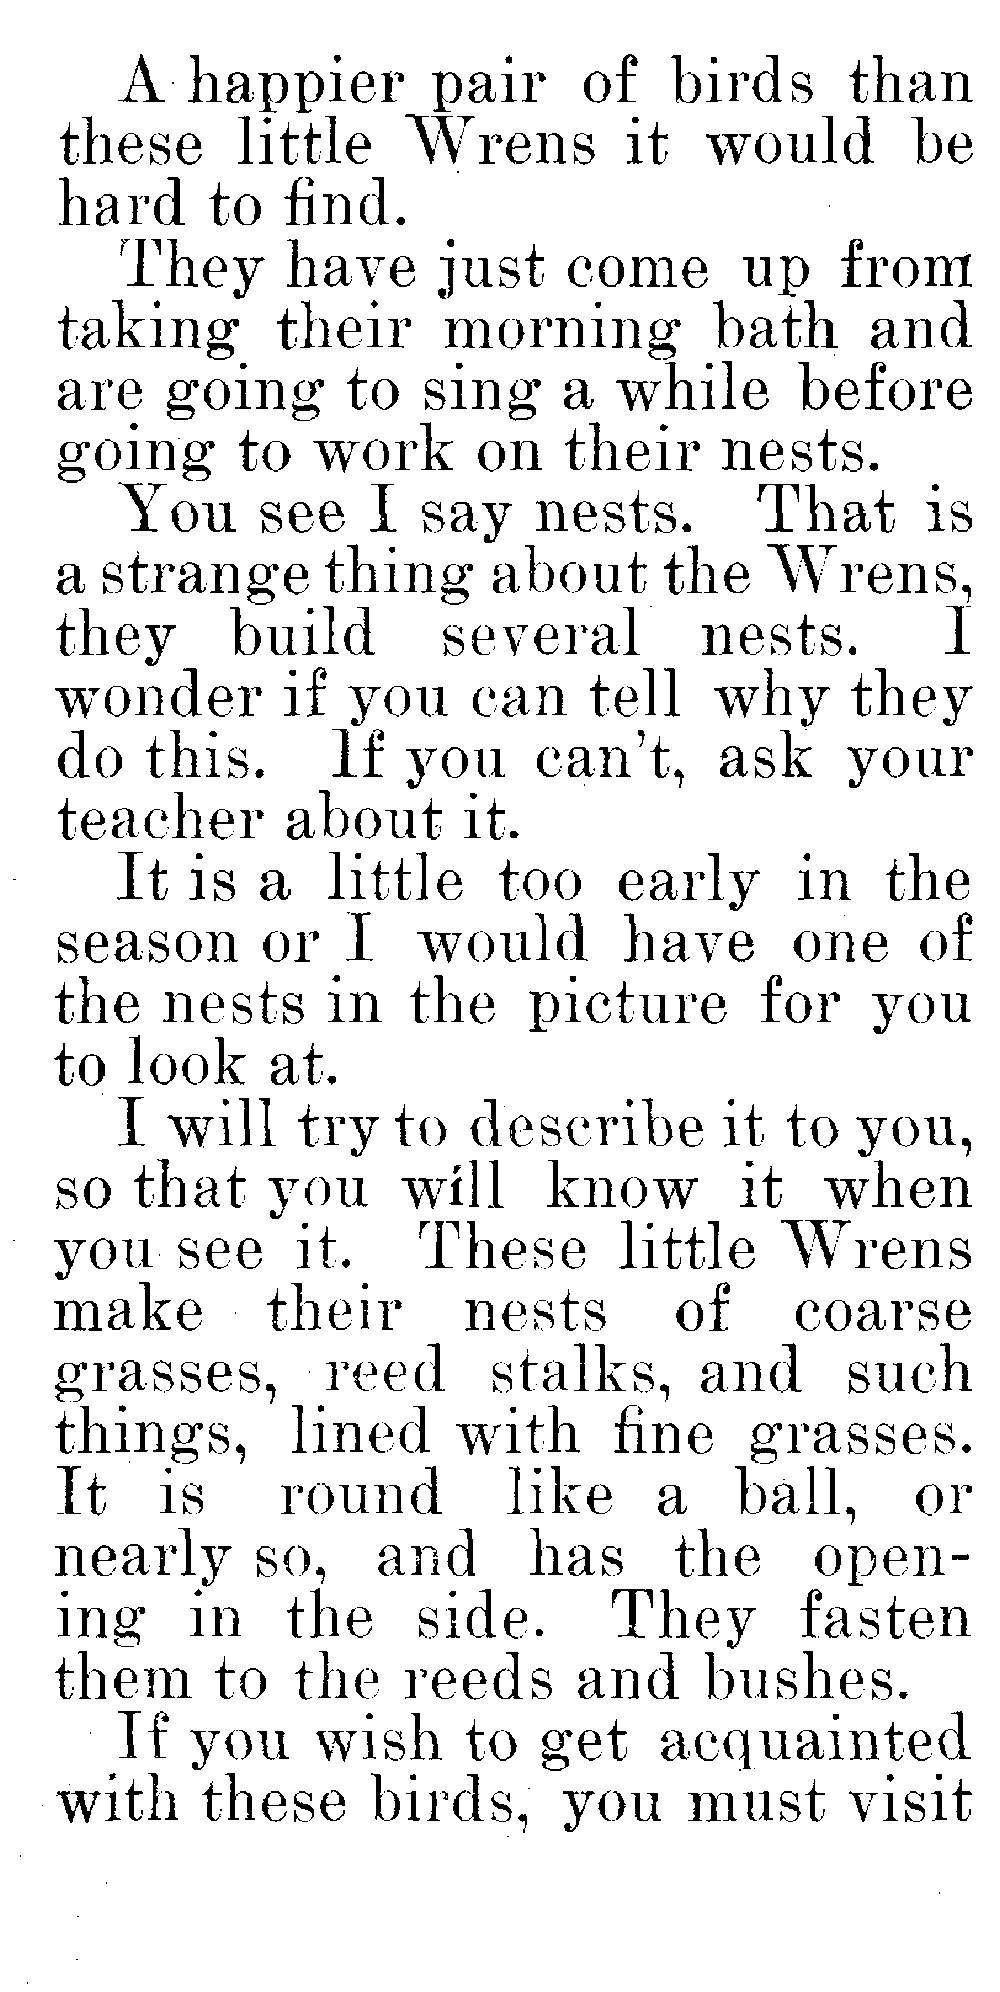 A happier pair of birds than
these little Wrens it would be
hard to find.
They have just come up from
taking their morning bath and
are going to sing a while before
going to work on their nests.
You see I say nests. That is
a strange thing about the Wrens,
they build several nests. I
wonder if you can tell why they
do this. If you can't, ask your
teacher about it.
It is a little too early in the
season or I would have one of
the nests in the picture for you
to look at.
I will try to describe it to you,
so that you will know it when
you see it. These little Wrens
make their nests of coarse
grasses, reed stalks, and such
things, lined with fine grasses.
It is round like a ball, or
nearly so, and has the open-
ing in the side. They fasten
them to the reeds and bushes.
If you wish to get acquainted
with these birds, you must visit